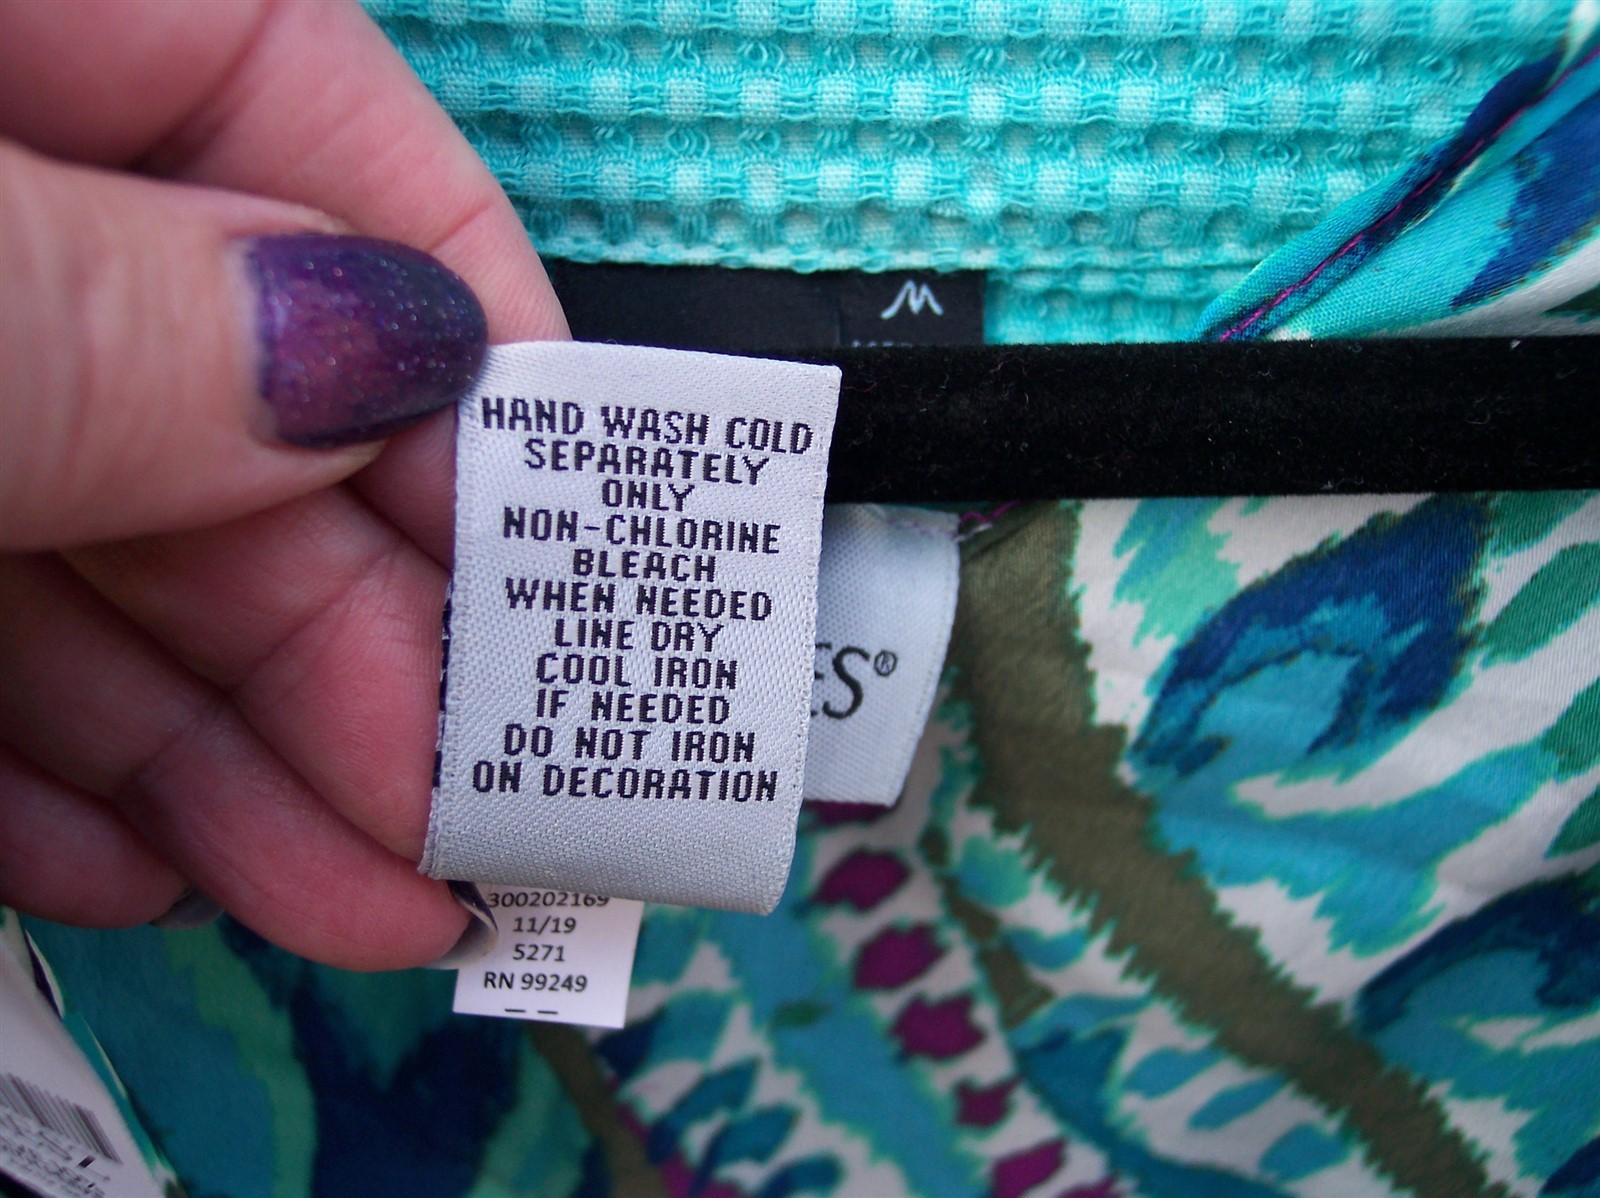 M
HAND WASH COLD
SEPARATELY
ONLY
NON-CHLORINE
BLEACH
WHEN NEEDED
LINE DRY
COOL IRON
IF NEEDED
DO NOT IRON
ON DECORATION
ES®
300202169
11/19
5271
RN 99249